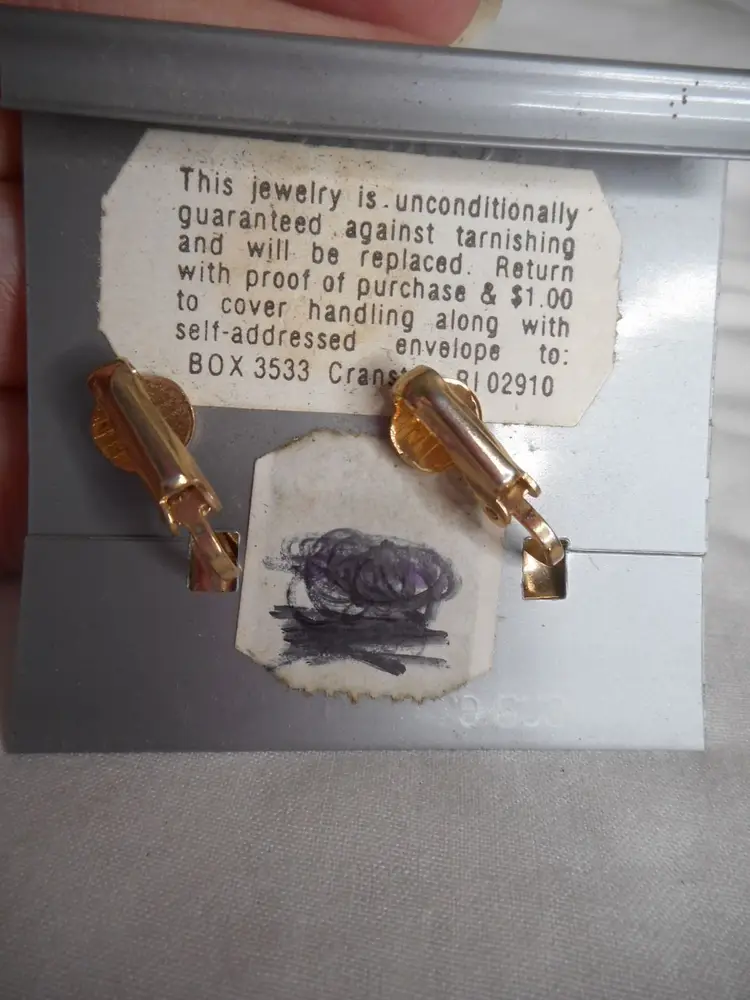 This jewelry is unconditionally
guaranteed against tarnishing
and will be replaced. Return
with proof of purchase & $1.00
to cover handling along with
self-addressed envelope to:
BOX 3533 RI 02910